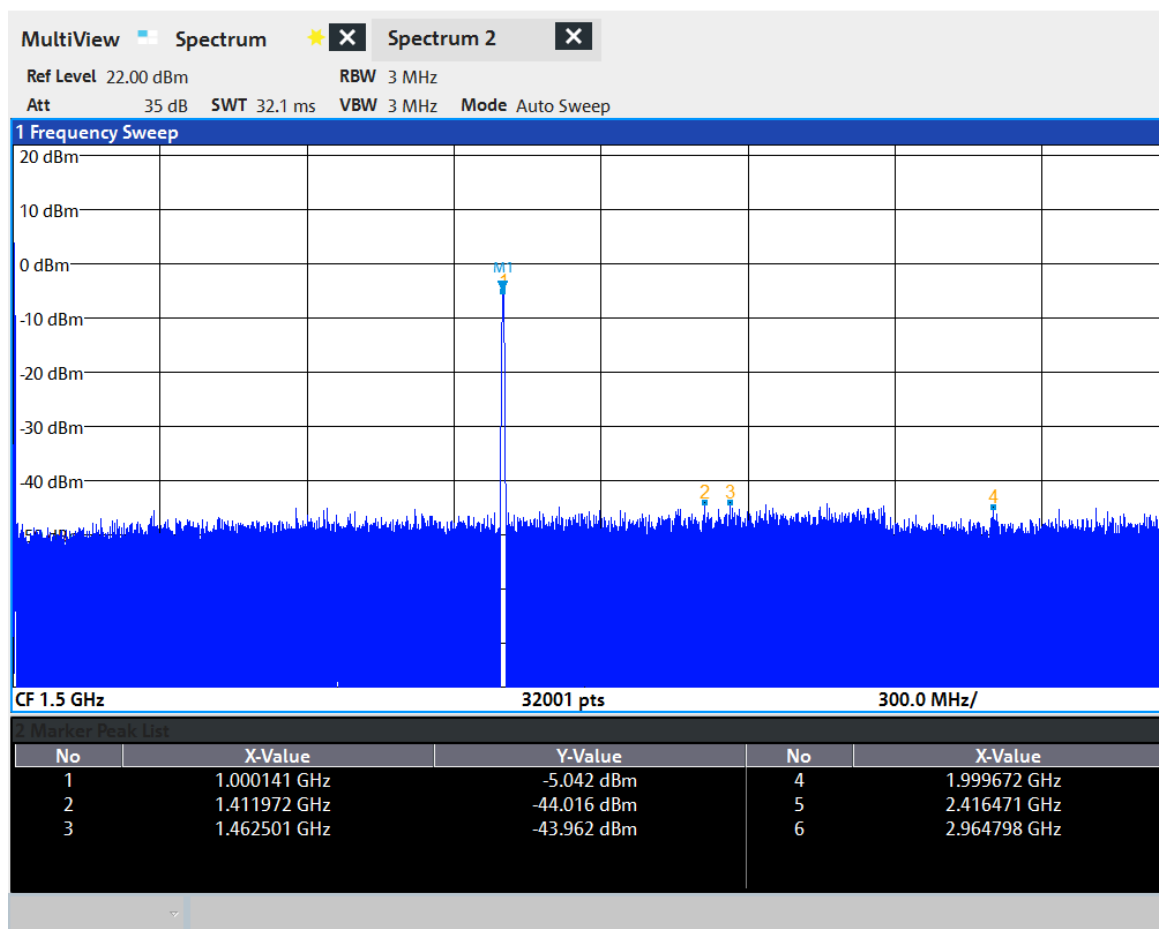 MultiView Spectrum Spectrum 2
Ref Level 22.00 dBm RBW 3 MHz
Att 35 dB SWT 32.1 ms VBW 3 MHz Mode Auto Sweep
1 Frequency Sweep
20 dBm
10 dBm
0 dBm
M1
1
-10 dBm
-20 dBm
-30 dBm
-40 dBm
2 3 4
-50 dBm
CF 1.5 GHz 32001 pts 300.0 MHz/
2 Marker Peak List
No X-Value Y-Value No X-Value
1 1.000141 GHz -5.042 dBm 4 1.999672 GHz
2 1.411972 GHz -44.016 dBm 5 2.416471 GHz
3 1.462501 GHz -43.962 dBm 6 2.964798 GHz